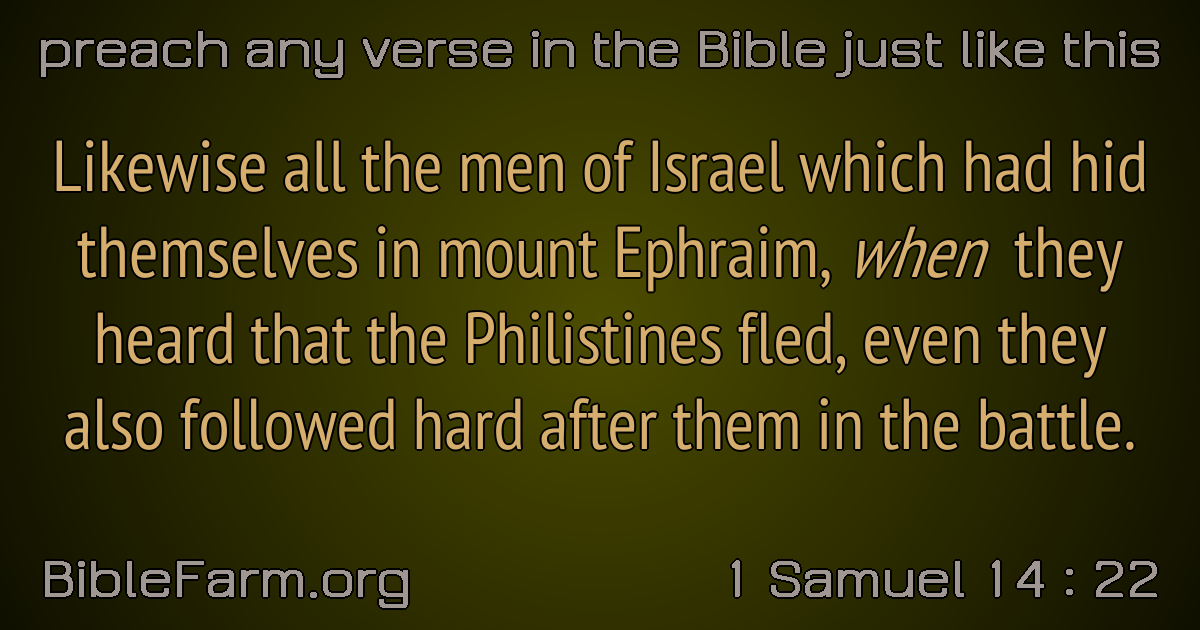 preach any verse in the Bible just like this
Likewise all the men of Israel which had hid
themselves in mount Ephraim, when they
heard that the Philistines fled, even they
also followed hard after them in the battle.
BibleFarm.org
1 Samuel 14 : 22